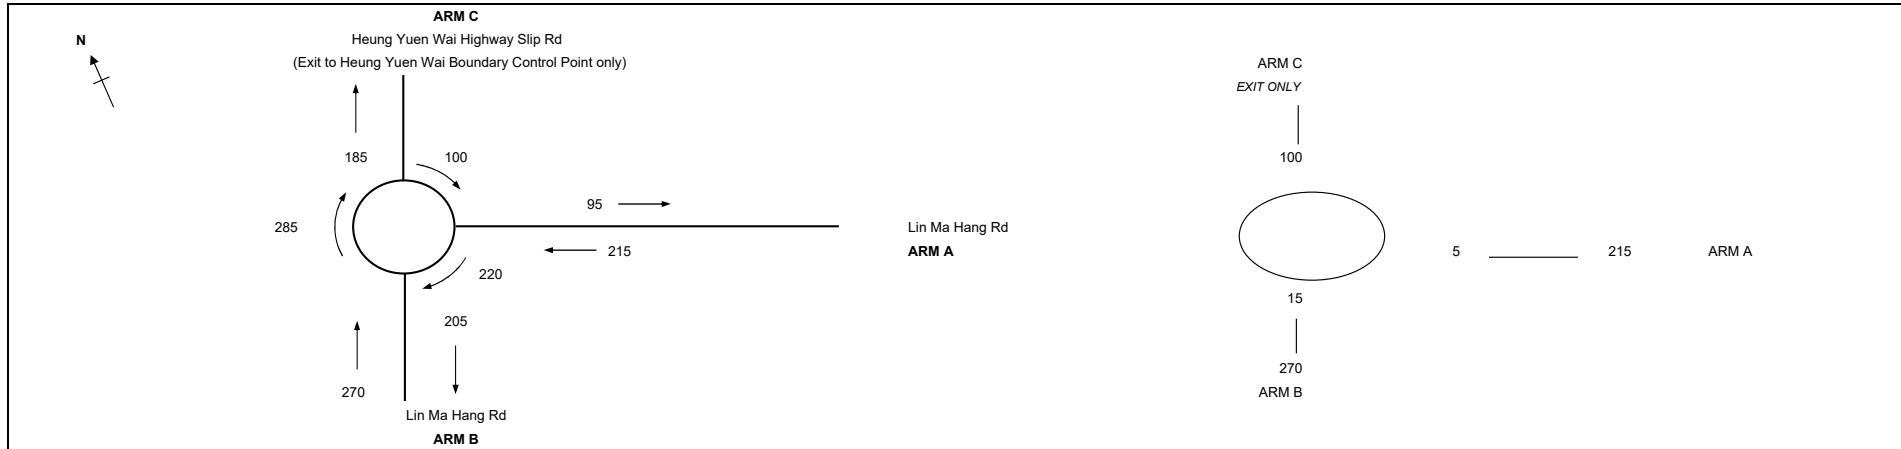 ARM C
N
Heung Yuen Wai Highway Slip Rd
(Exit to Heung Yuen Wai Boundary Control Point only)
185
100
285
95
215
220
205
270
Lin Ma Hang Rd
ARM A
Lin Ma Hang Rd
ARM B
ARM C
EXIT ONLY
100
5
215
ARM A
15
270
ARM B